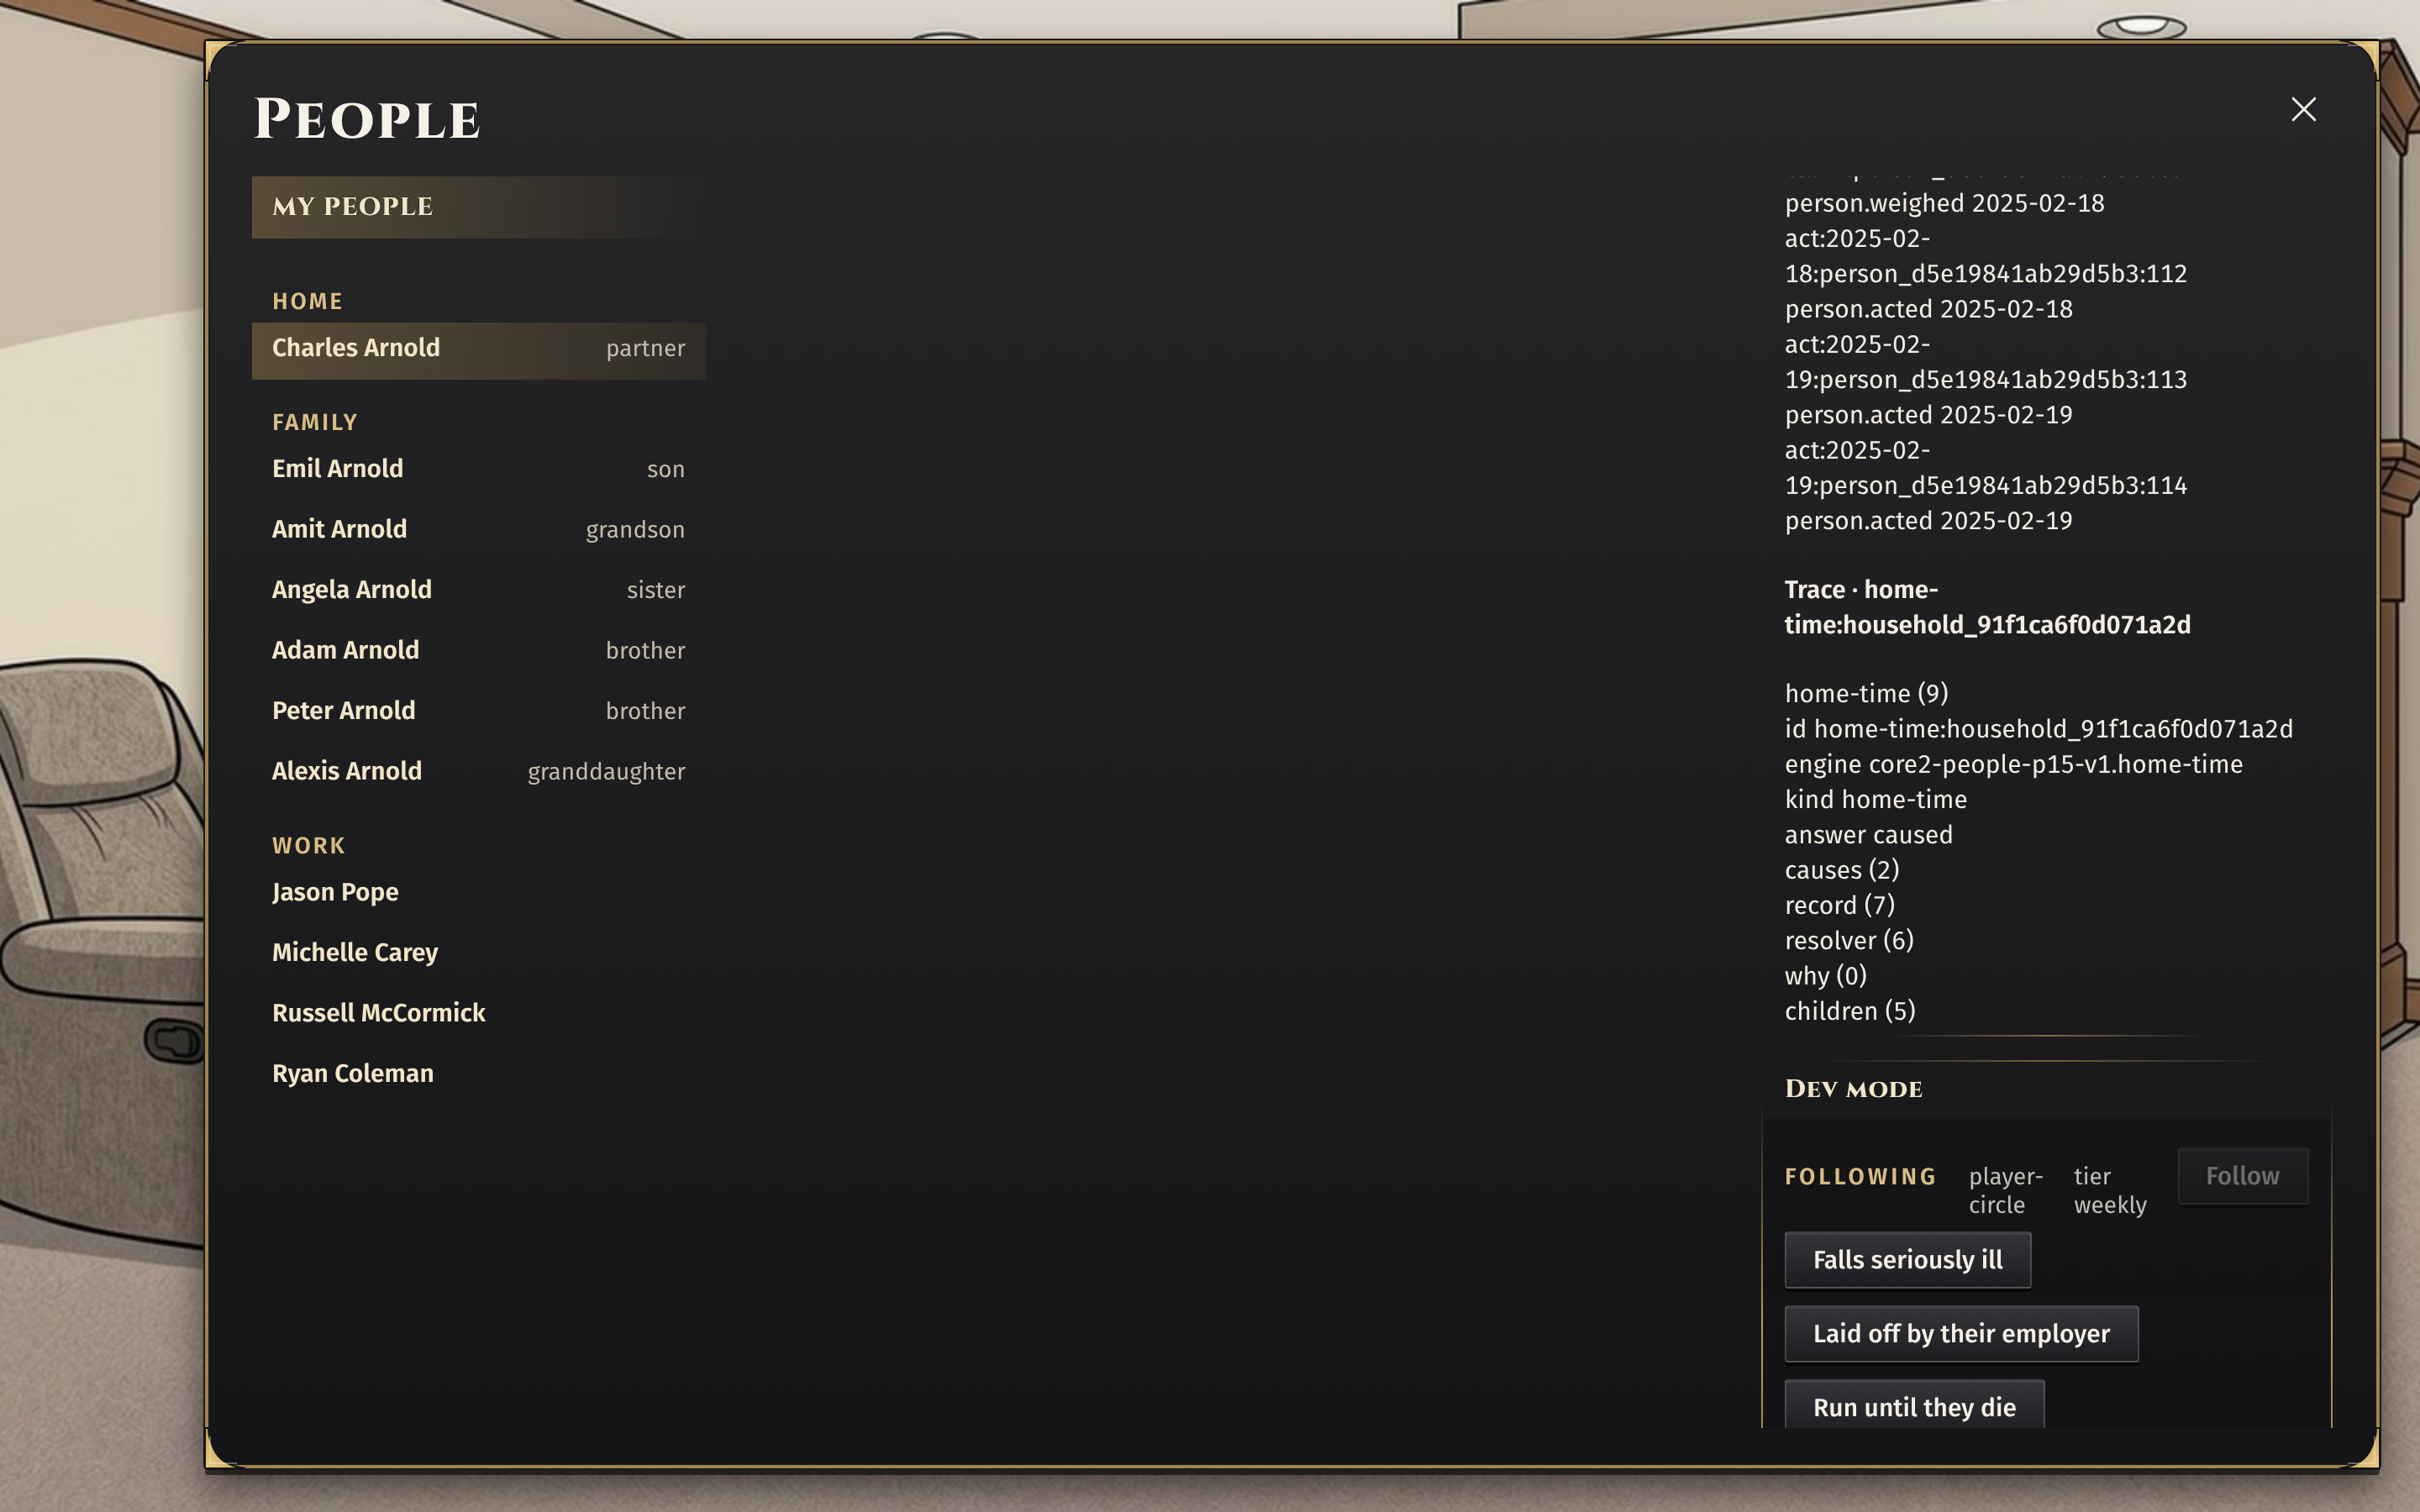 People
MY PEOPLE
HOME
Charles Arnold partner
FAMILY
Emil Arnold son
Amit Arnold grandson
Angela Arnold sister
Adam Arnold brother
Peter Arnold brother
Alexis Arnold granddaughter
WORK
Jason Pope
Michelle Carey
Russell McCormick
Ryan Coleman
person.weighed 2025-02-18
act:2025-02-
18:person_d5e19841ab29d5b3:112
person.acted 2025-02-18
act:2025-02-
19:person_d5e19841ab29d5b3:113
person.acted 2025-02-19
act:2025-02-
19:person_d5e19841ab29d5b3:114
person.acted 2025-02-19
Trace · home-
time:household_91f1ca6f0d071a2d
home-time (9)
id home-time:household_91f1ca6f0d071a2d
engine core2-people-p15-v1.home-time
kind home-time
answer caused
causes (2)
record (7)
resolver (6)
why (0)
children (5)
Dev mode
FOLLOWING player- tier Follow
circle weekly
Falls seriously ill
Laid off by their employer
Run until they die